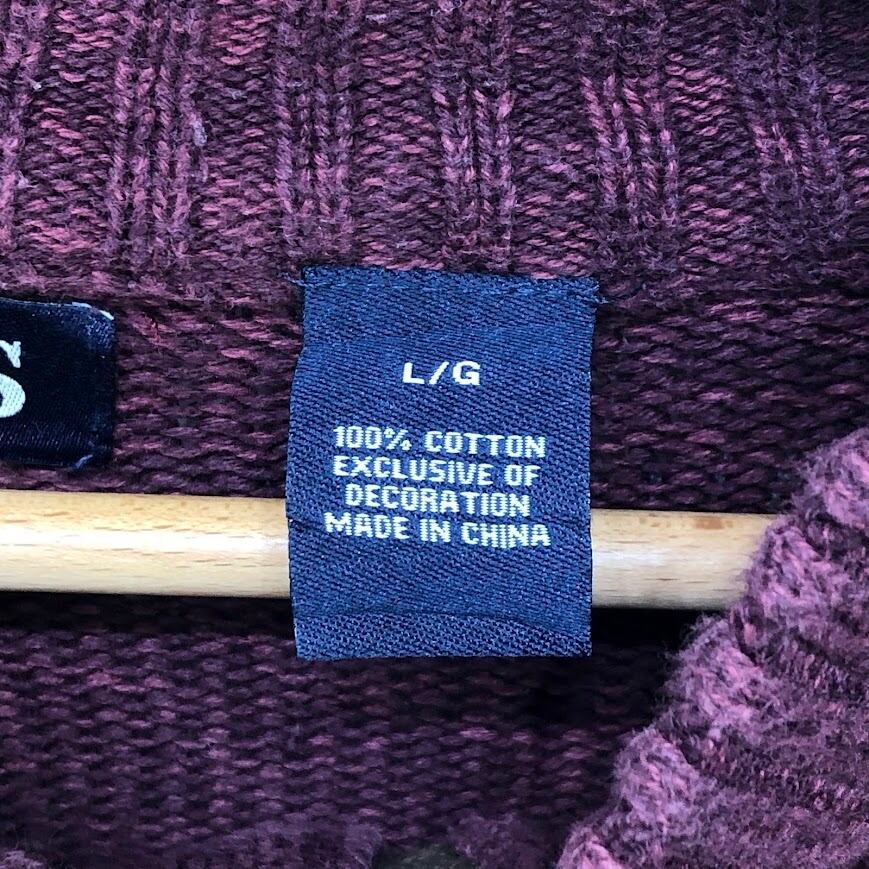 S
L/G
100% COTTON
EXCLUSIVE OF
DECORATION
MADE IN CHINA